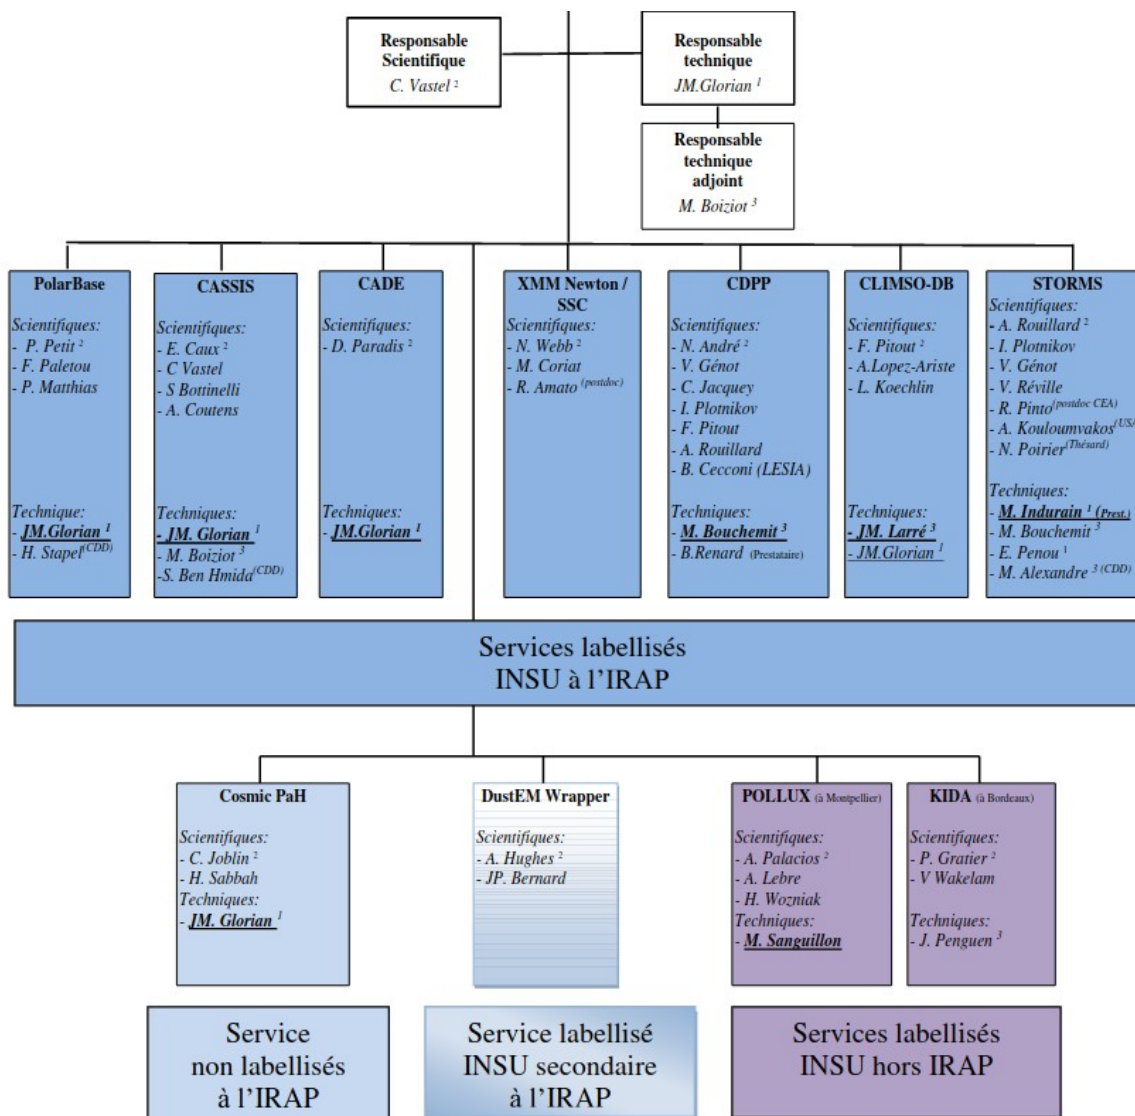 Responsable
Scientifique
C. Vastel ²
Responsable
technique
JM.Glorian ¹
Responsable
technique
adjoint
M. Boiziot ³
PolarBase
Scientifiques:
- P. Petit ²
- F. Paletou
- P. Matthias
Technique:
- JM.Glorian ¹
- H. Stapel (CDD)
CASSIS
Scientifiques:
- E. Caux ²
- C Vastel
- S Bottinelli
- A. Coutens
Techniques:
- JM. Glorian ¹
- M. Boiziot ³
-S. Ben Hmida (CDD)
CADE
Scientifiques:
- D. Paradis ²
Techniques:
- JM.Glorian ¹
XMM Newton /
SSC
Scientifiques:
- N. Webb ²
- M. Coriat
- R. Amato (postdoc)
CDPP
Scientifiques:
- N. André ²
- V. Génot
- C. Jacquey
- I. Plotnikov
- F. Pitout
- A. Rouillard
- B. Cecconi (LESIA)
Techniques:
- M. Bouchemit ³
- B.Renard (Prestataire)
CLIMSO-DB
Scientifiques:
- F. Pitout ²
- A.Lopez-Ariste
- L. Koechlin
Techniques:
- JM. Larré ³
- JM.Glorian ¹
STORMS
Scientifiques:
- A. Rouillard ²
- I. Plotnikov
- V. Génot
- V. Réville
- R. Pinto (postdoc CEA)
- A. Kouloumvakos (USA
- N. Poirier (Thésard)
Techniques:
- M. Indurain ¹ (Prest.)
- M. Bouchemit ³
- E. Penou ¹
- M. Alexandre ³ (CDD)
Services labellisés
INSU à l’IRAP
Cosmic PaH
Scientifiques:
- C. Joblin ²
- H. Sabbah
Techniques:
- JM. Glorian ¹
DustEM Wrapper
Scientifiques:
- A. Hughes ²
- JP. Bernard
POLLUX (à Montpellier)
Scientifiques:
- A. Palacios ²
- A. Lebre
- H. Wozniak
Techniques:
- M. Sanguillon
KIDA (à Bordeaux)
Scientifiques:
- P. Gratier ²
- V Wakelam
Techniques:
- J. Penguen ³
Service
non labellisés
à l’IRAP
Service labellisé
INSU secondaire
à l’IRAP
Services labellisés
INSU hors IRAP